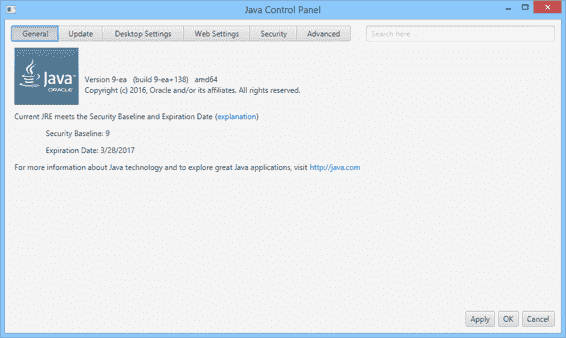 Java Control Panel
General Update Desktop Settings Web Settings Security Advanced Search here ...
Java
ORACLE
Version 9-ea (build 9-ea+138) amd64
Copyright (c) 2016, Oracle and/or its affiliates. All rights reserved.
Current JRE meets the Security Baseline and Expiration Date (explanation)
Security Baseline: 9
Expiration Date: 3/28/2017
For more information about Java technology and to explore great Java applications, visit http://java.com
Apply OK Cancel